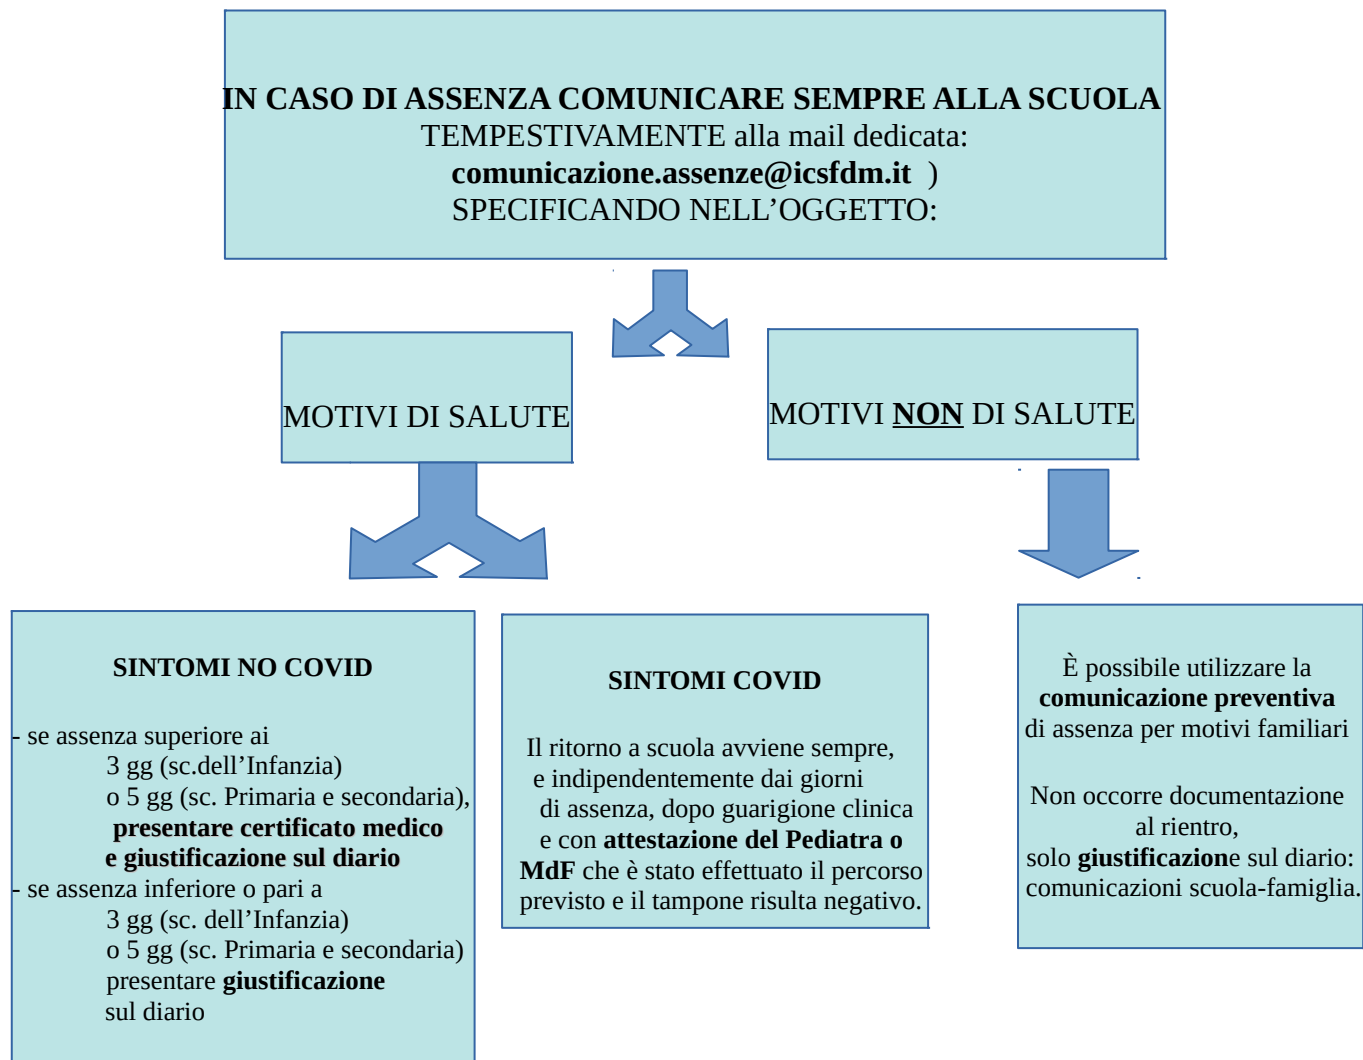 IN CASO DI ASSENZA COMUNICARE SEMPRE ALLA SCUOLA
TEMPESTIVAMENTE alla mail dedicata:
comunicazione.assenze@icsfdm.it )
SPECIFICANDO NELL’OGGETTO:
MOTIVI DI SALUTE
MOTIVI NON DI SALUTE
SINTOMI NO COVID
- se assenza superiore ai
3 gg (sc.dell’Infanzia)
o 5 gg (sc. Primaria e secondaria),
presentare certificato medico
e giustificazione sul diario
- se assenza inferiore o pari a
3 gg (sc. dell’Infanzia)
o 5 gg (sc. Primaria e secondaria)
presentare giustificazione
sul diario
SINTOMI COVID
Il ritorno a scuola avviene sempre,
e indipendentemente dai giorni
di assenza, dopo guarigione clinica
e con attestazione del Pediatra o
MdF che è stato effettuato il percorso
previsto e il tampone risulta negativo.
È possibile utilizzare la
comunicazione preventiva
di assenza per motivi familiari
Non occorre documentazione
al rientro,
solo giustificazione sul diario:
comunicazioni scuola-famiglia.